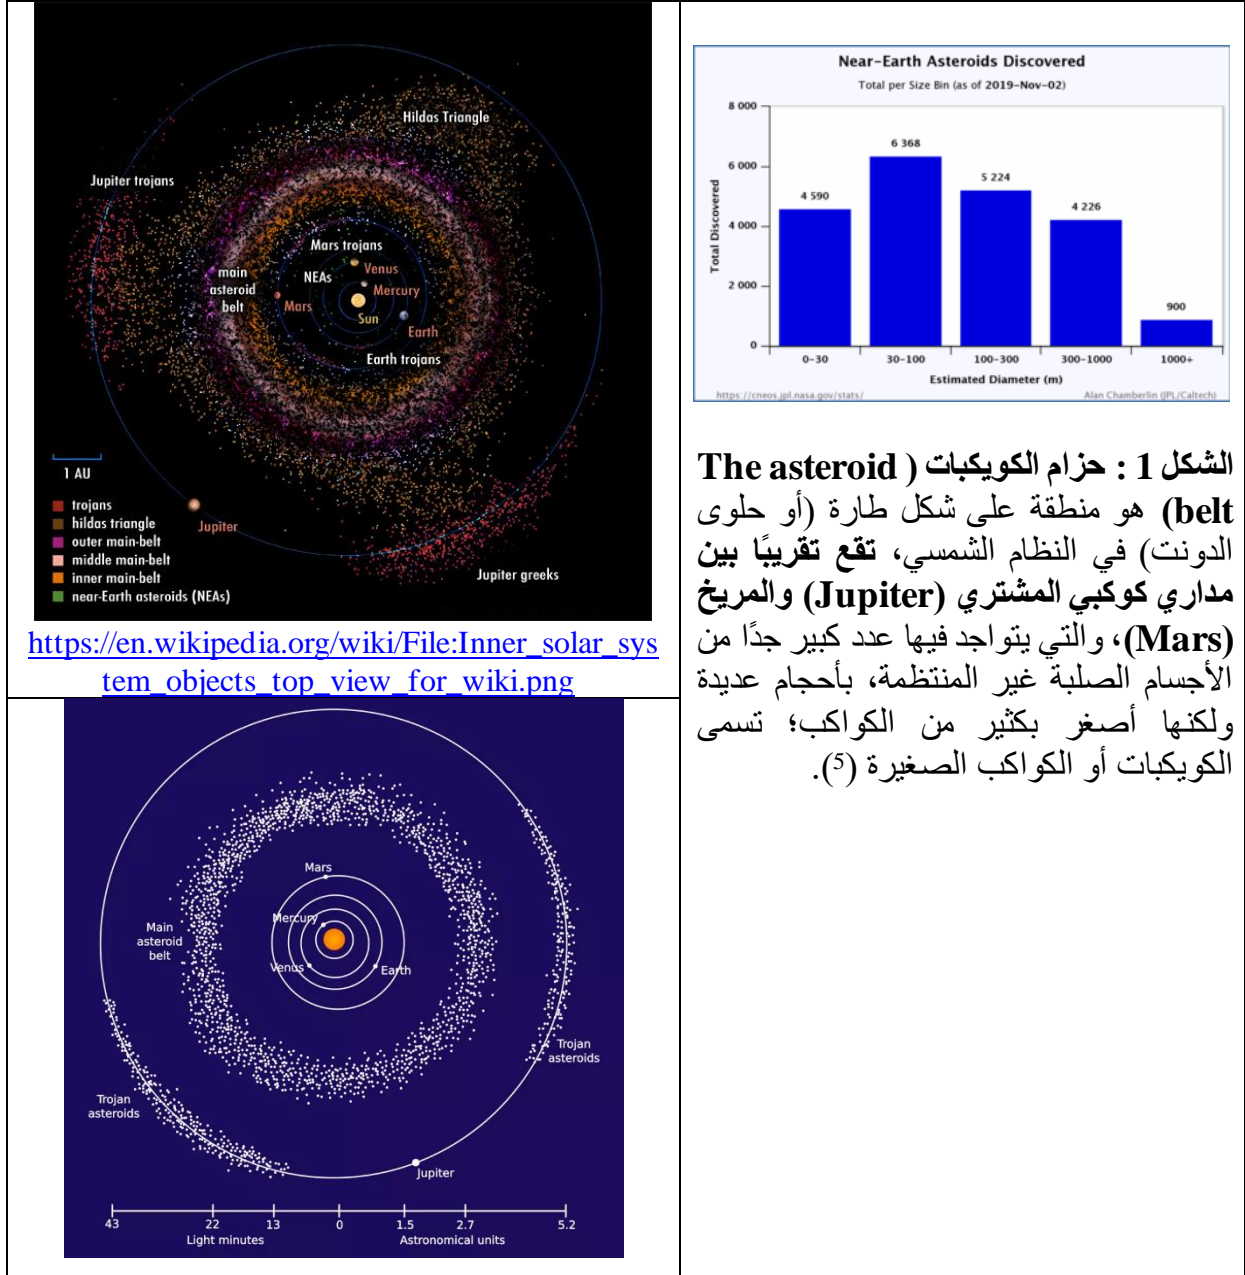 Hildas Triangle
Jupiter trojans
Mars trojans
Venus
NEAs
main
asteroid
belt
Mercury
Mars
Sun
Earth
Earth trojans
1 AU
trojans
hildas triangle
outer main-belt
middle main-belt
inner main-belt
near-Earth asteroids (NEAs)
Jupiter
Jupiter greeks
https://en.wikipedia.org/wiki/File:Inner_solar_sys
tem_objects_top_view_for_wiki.png
Near-Earth Asteroids Discovered
Total per Size Bin (as of 2019-Nov-02)
8 000
6 000
4 000
2 000
0
Total Discovered
4 590
6 368
5 224
4 226
900
0-30
30-100
100-300
300-1000
1000+
Estimated Diameter (m)
https://cneos.jpl.nasa.gov/stats/
Alan Chamberlin (JPL/Caltech)
الشكل 1 : حزام الكويكبات ( The asteroid
belt) هو منطقة على شكل طارة (أو حلوى
الدونت) في النظام الشمسي، تقع تقريبًا بين
مداري كوكبي المشتري (Jupiter) والمريخ
(Mars)، والتي يتواجد فيها عدد كبير جدًا من
الأجسام الصلبة غير المنتظمة، بأحجام عديدة
ولكنها أصغر بكثير من الكواكب؛ تسمى
الكويكبات أو الكواكب الصغيرة (5).
Mars
Mercury
Main
asteroid
belt
Venus
Earth
Trojan
asteroids
Trojan
asteroids
Jupiter
43
22
13
0
1.5
2.7
5.2
Light minutes
Astronomical units